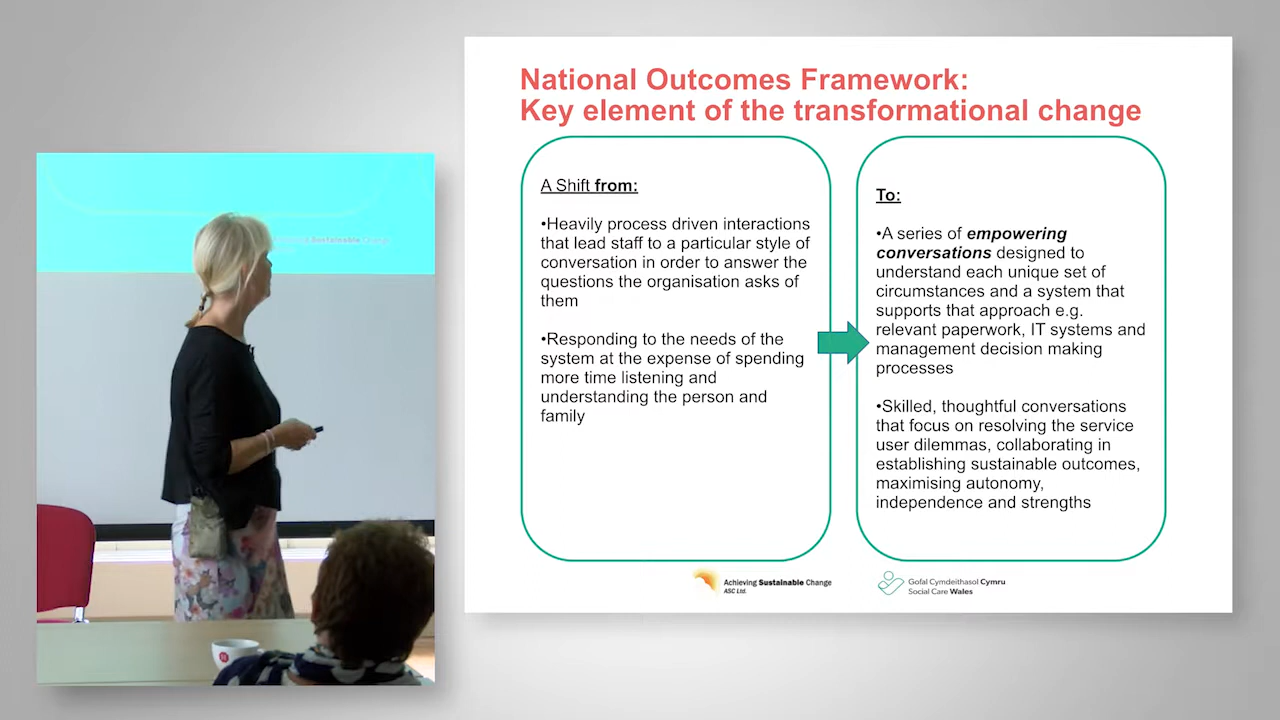 National Outcomes Framework:
Key element of the transformational change
A Shift from:
•Heavily process driven interactions
that lead staff to a particular style of
conversation in order to answer the
questions the organisation asks of
them
•Responding to the needs of the
system at the expense of spending
more time listening and
understanding the person and
family
To:
•A series of empowering
conversations designed to
understand each unique set of
circumstances and a system that
supports that approach e.g.
relevant paperwork, IT systems and
management decision making
processes
•Skilled, thoughtful conversations
that focus on resolving the service
user dilemmas, collaborating in
establishing sustainable outcomes,
maximising autonomy,
independence and strengths
Achieving Sustainable Change
ASC Ltd.
Gofal Cymdeithasol Cymru
Social Care Wales
Sustainable Change